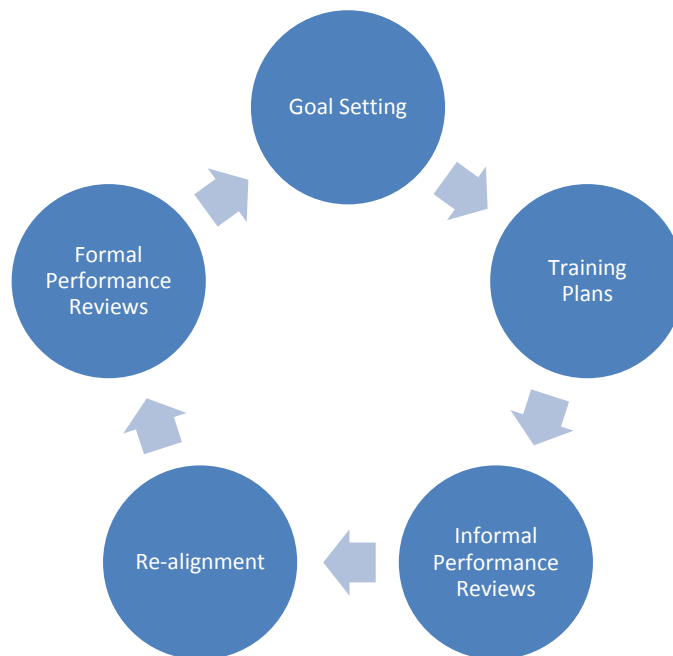 Goal Setting
Training
Plans
Informal
Performance
Reviews
Re-alignment
Formal
Performance
Reviews